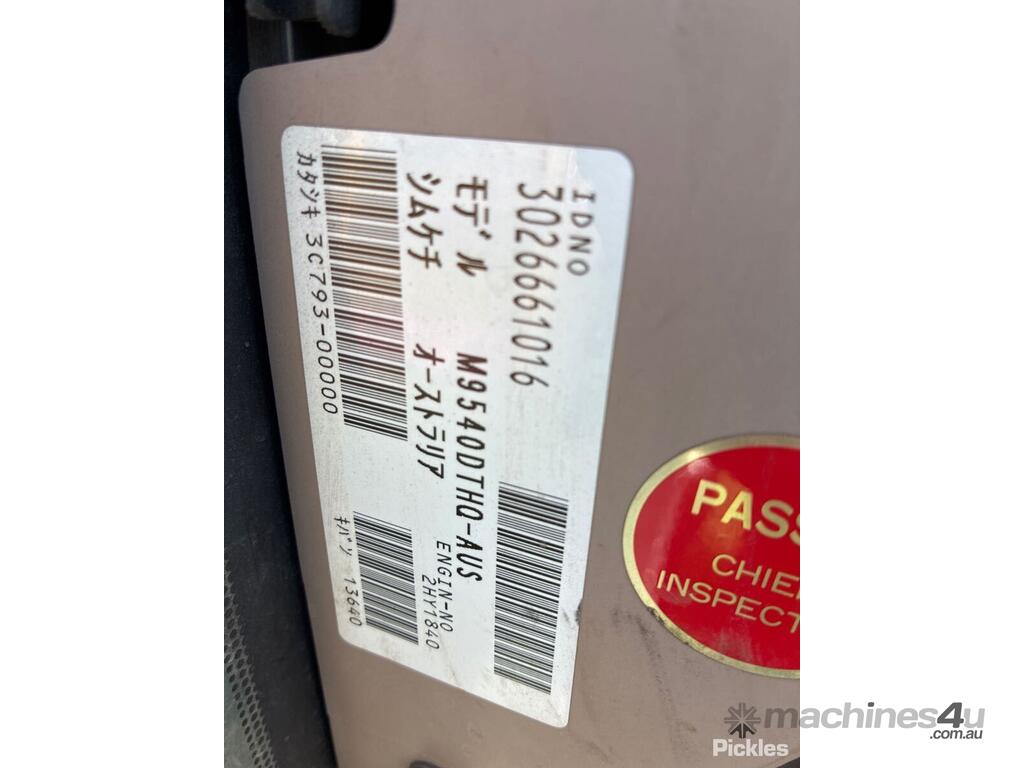 IDNO
3026661016
モデル M9540DTHQ-AUS
シムケチ オーストラリア
ENGIN-NO
2HY1840
カタシキ 3C793-00000
キバン 13640
PASS
CHIE
INSPECT
machines4u
.com.au
Pickles